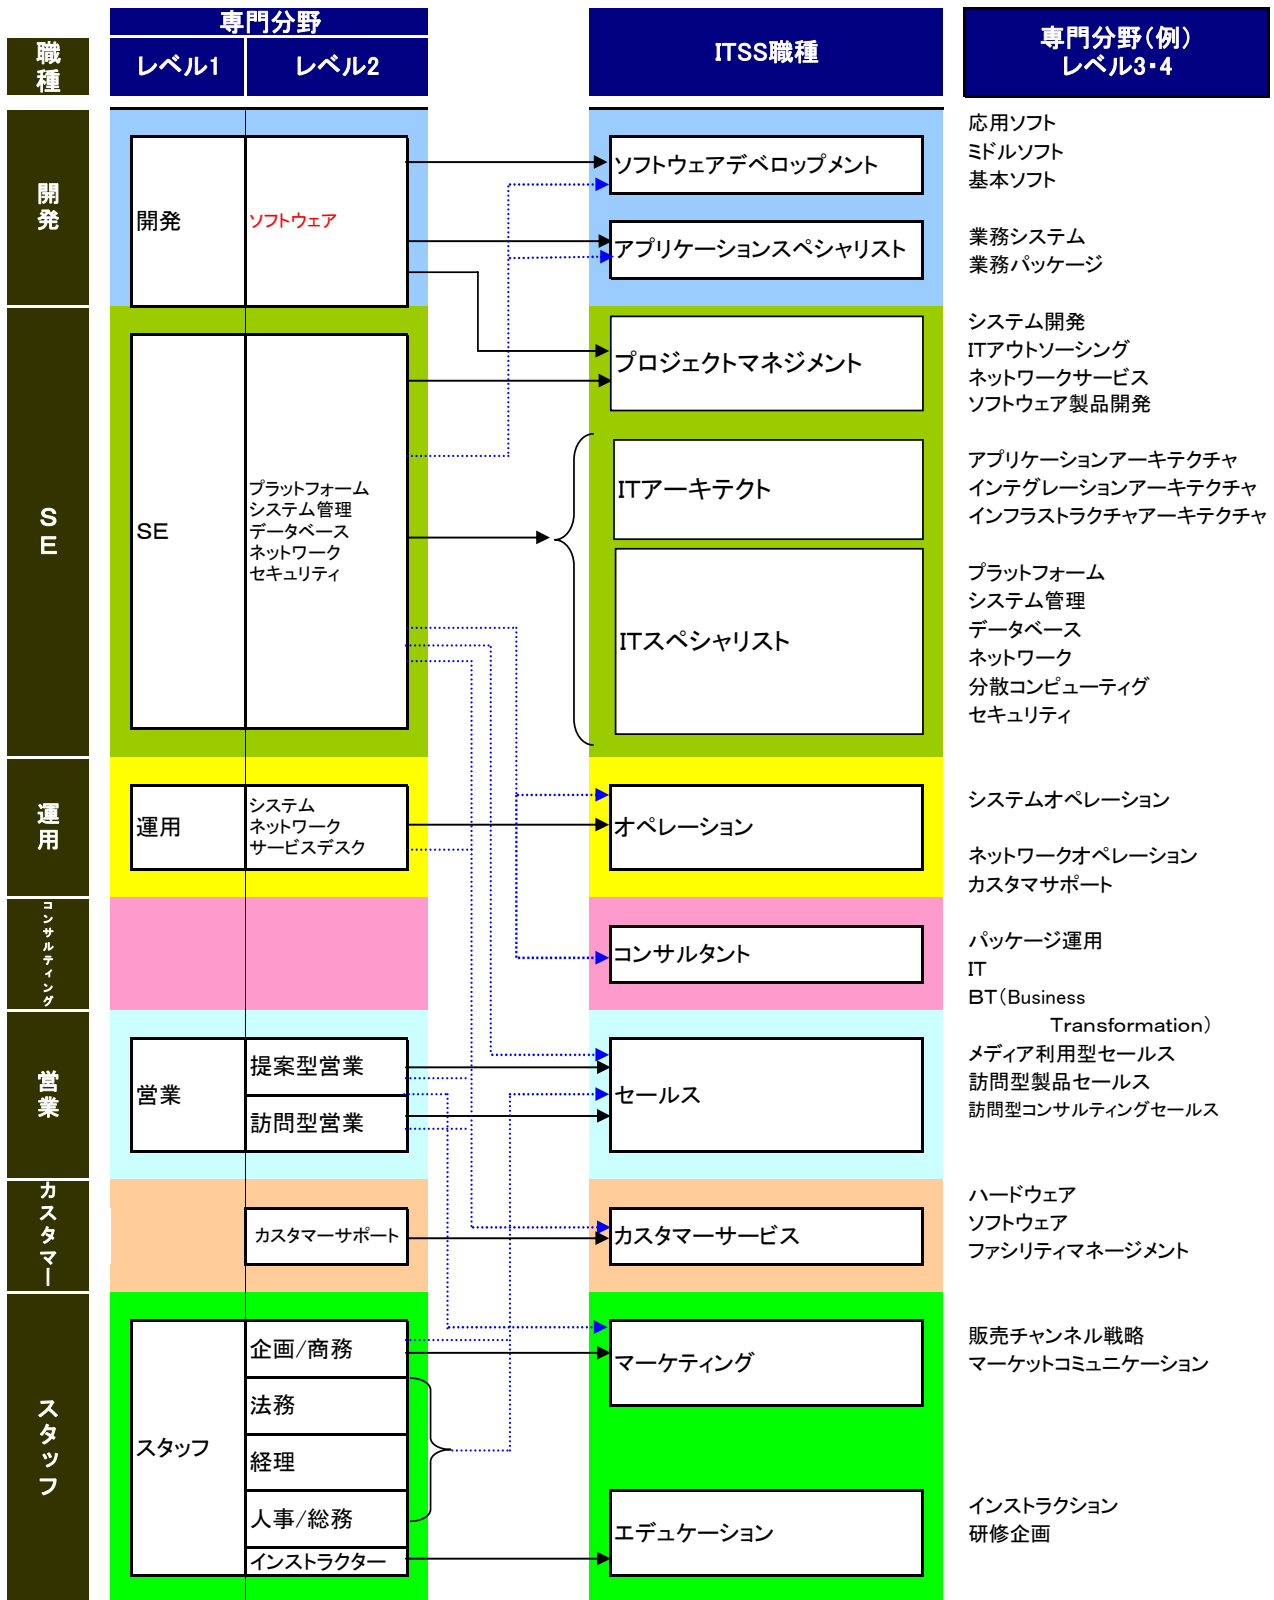 職種
専門分野
レベル1
レベル2
ITSS職種
専門分野(例)
レベル3・4
開発
開発
ソフトウェア
ソフトウェアデベロップメント
アプリケーションスペシャリスト
応用ソフト
ミドルソフト
基本ソフト
業務システム
業務パッケージ
SE
SE
プラットフォーム
システム管理
データベース
ネットワーク
セキュリティ
プロジェクトマネジメント
ITアーキテクト
ITスペシャリスト
システム開発
ITアウトソーシング
ネットワークサービス
ソフトウェア製品開発
アプリケーションアーキテクチャ
インテグレーションアーキテクチャ
インフラストラクチャアーキテクチャ
プラットフォーム
システム管理
データベース
ネットワーク
分散コンピューティグ
セキュリティ
運用
運用
システム
ネットワーク
サービスデスク
オペレーション
システムオペレーション
ネットワークオペレーション
カスタマサポート
コンサルティング
コンサルタント
パッケージ運用
IT
BT(Business
Transformation)
営業
営業
提案型営業
訪問型営業
セールス
メディア利用型セールス
訪問型製品セールス
訪問型コンサルティングセールス
カスタマー
カスタマーサポート
カスタマーサービス
ハードウェア
ソフトウェア
ファシリティマネージメント
スタッフ
スタッフ
企画/商務
法務
経理
人事/総務
インストラクター
マーケティング
エデュケーション
販売チャンネル戦略
マーケットコミュニケーション
インストラクション
研修企画